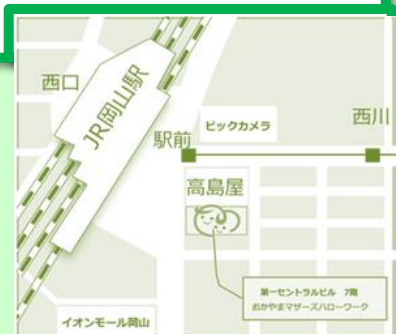 西口
JR岡山駅
ビックカメラ
西川
駅前
高島屋
第一セントラルビル 7階
おかやまマザーズハローワーク
イオンモール岡山